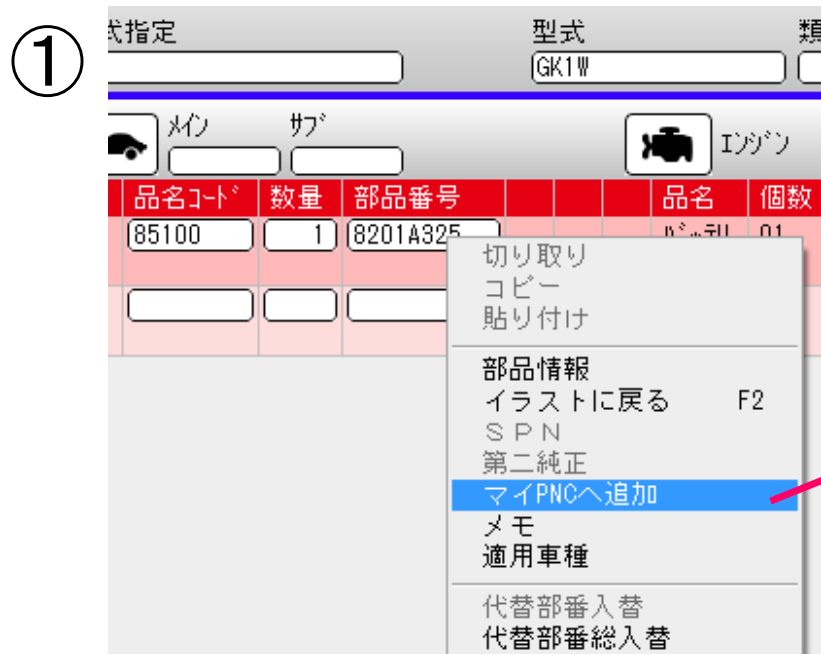 ①
式指定 型式 類
GK1W
ﾒｲﾝ ｻﾌﾞ エンジン
品名ｺｰﾄﾞ 数量 部品番号 品名 個数
85100 1 8201A325 ﾊﾞｯﾃﾘ 01
切り取り
コピー
貼り付け
部品情報
イラストに戻る F2
ＳＰＮ
第二純正
マイPNCへ追加
メモ
適用車種
代替部番入替
代替部番総入替